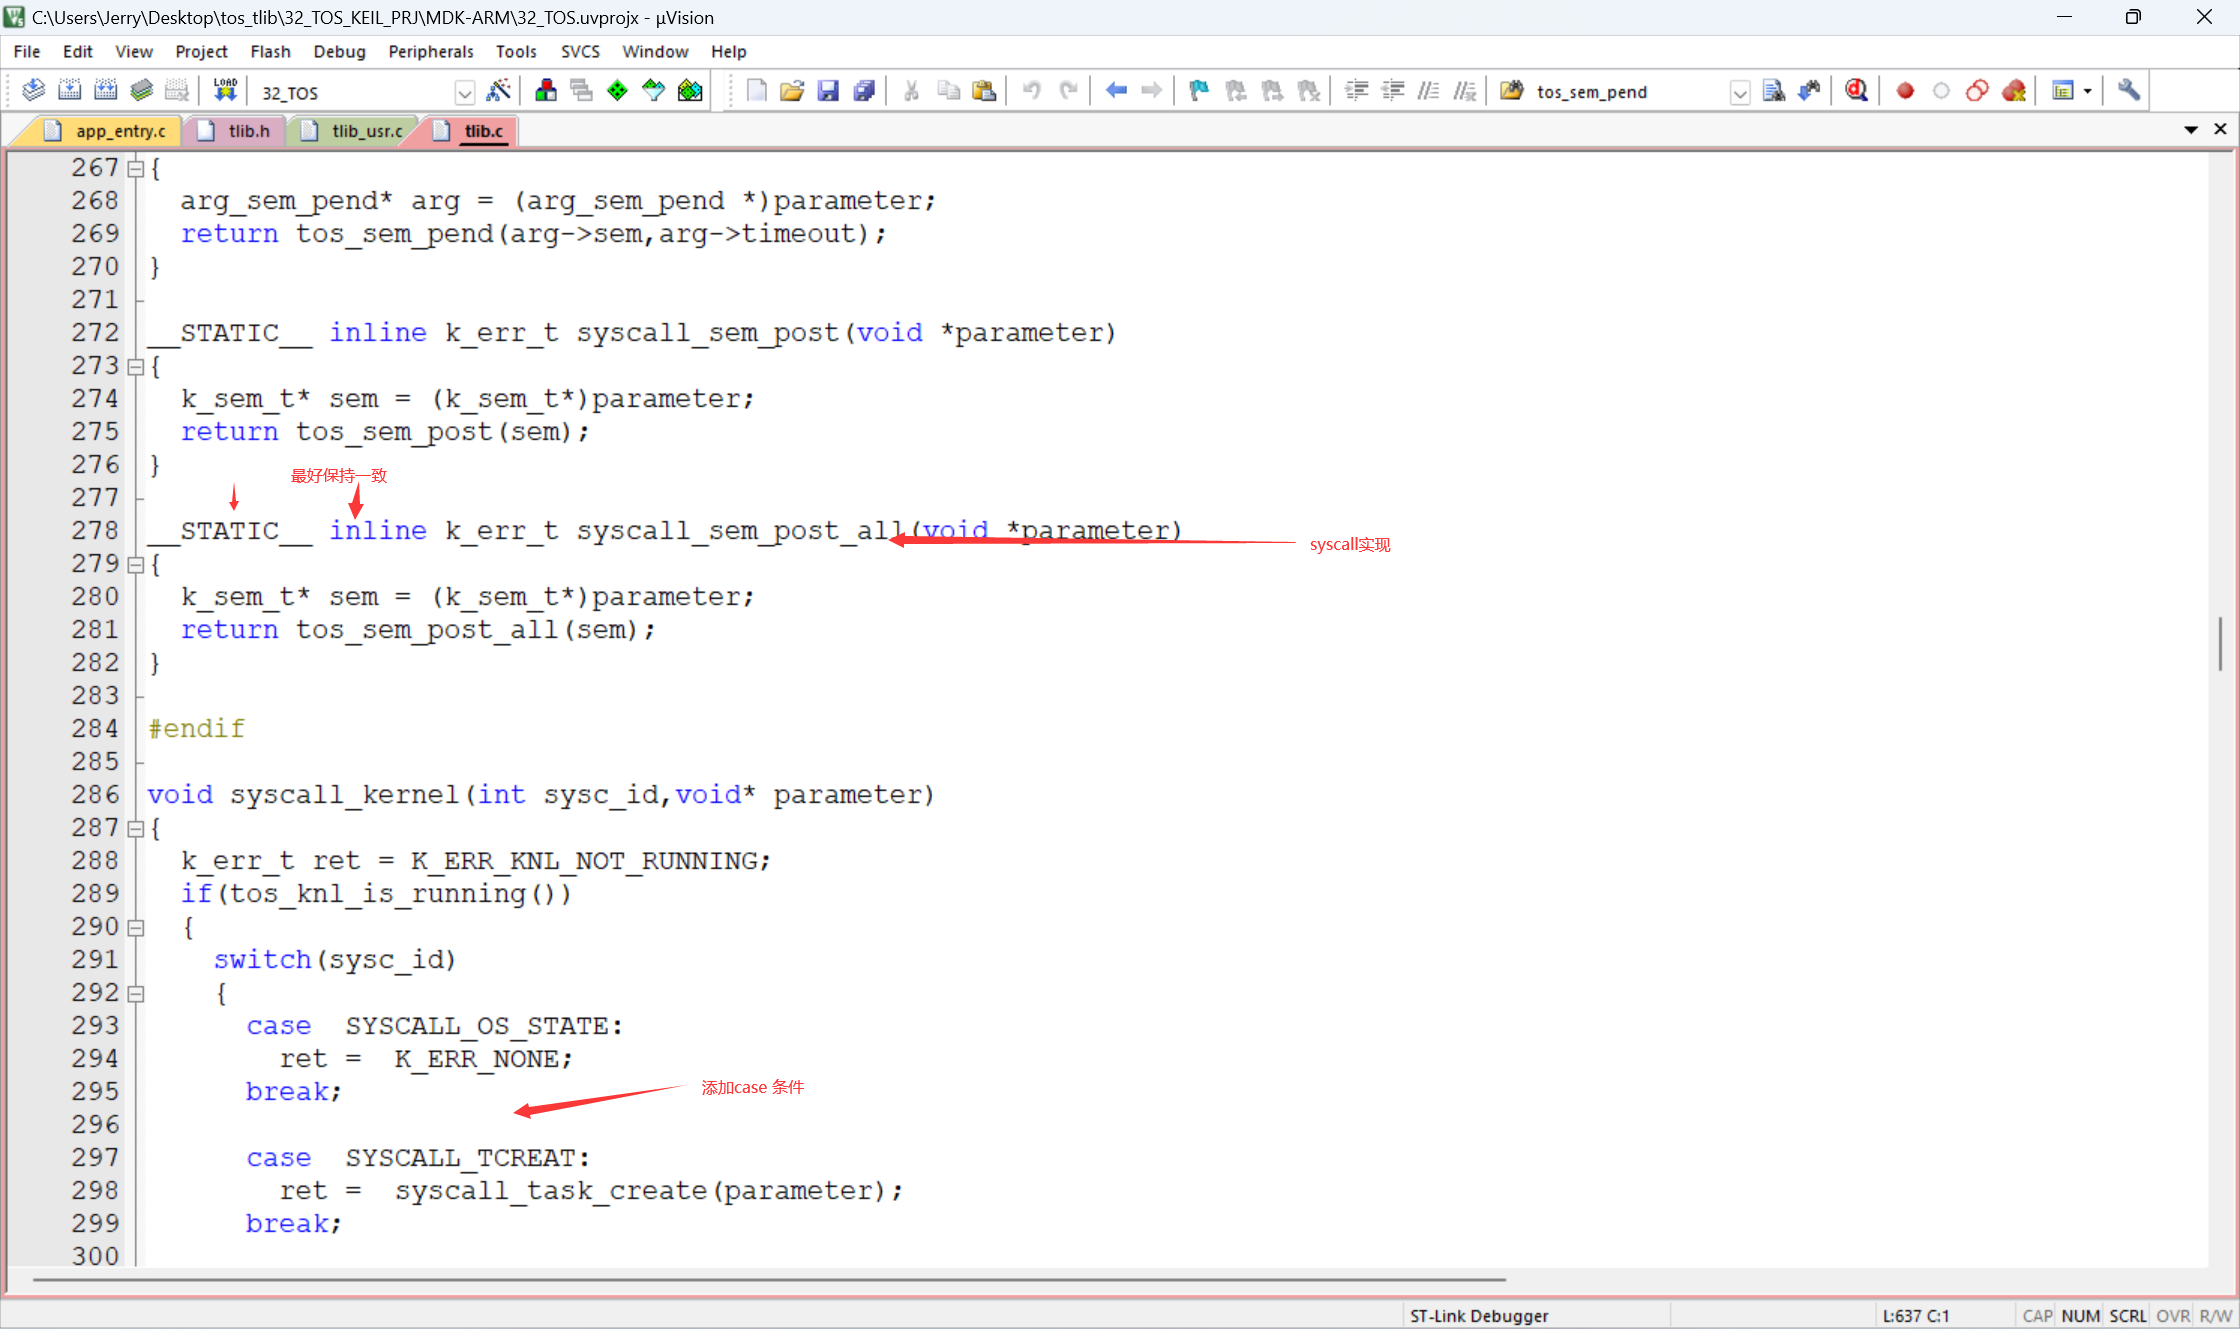 C:\Users\Jerry\Desktop\tos_tlib\32_TOS_KEIL_PRJ\MDK-ARM\32_TOS.uvprojx - µVision
File Edit View Project Flash Debug Peripherals Tools SVCS Window Help
LOAD 32_TOS tos_sem_pend
app_entry.c tlib.h tlib_usr.c tlib.c
267 {
268 arg_sem_pend* arg = (arg_sem_pend *)parameter;
269 return tos_sem_pend(arg->sem,arg->timeout);
270 }
271
272 __STATIC__ inline k_err_t syscall_sem_post(void *parameter)
273 {
274 k_sem_t* sem = (k_sem_t*)parameter;
275 return tos_sem_post(sem);
276 }
最好保持一致
277
278 __STATIC__ inline k_err_t syscall_sem_post_all(void *parameter)
syscall实现
279 {
280 k_sem_t* sem = (k_sem_t*)parameter;
281 return tos_sem_post_all(sem);
282 }
283
284 #endif
285
286 void syscall_kernel(int sysc_id,void* parameter)
287 {
288 k_err_t ret = K_ERR_KNL_NOT_RUNNING;
289 if(tos_knl_is_running())
290 {
291 switch(sysc_id)
292 {
293 case SYSCALL_OS_STATE:
294 ret = K_ERR_NONE;
295 break;
添加case 条件
296
297 case SYSCALL_TCREAT:
298 ret = syscall_task_create(parameter);
299 break;
300
ST-Link Debugger L:637 C:1 CAP NUM SCRL OVR R/W